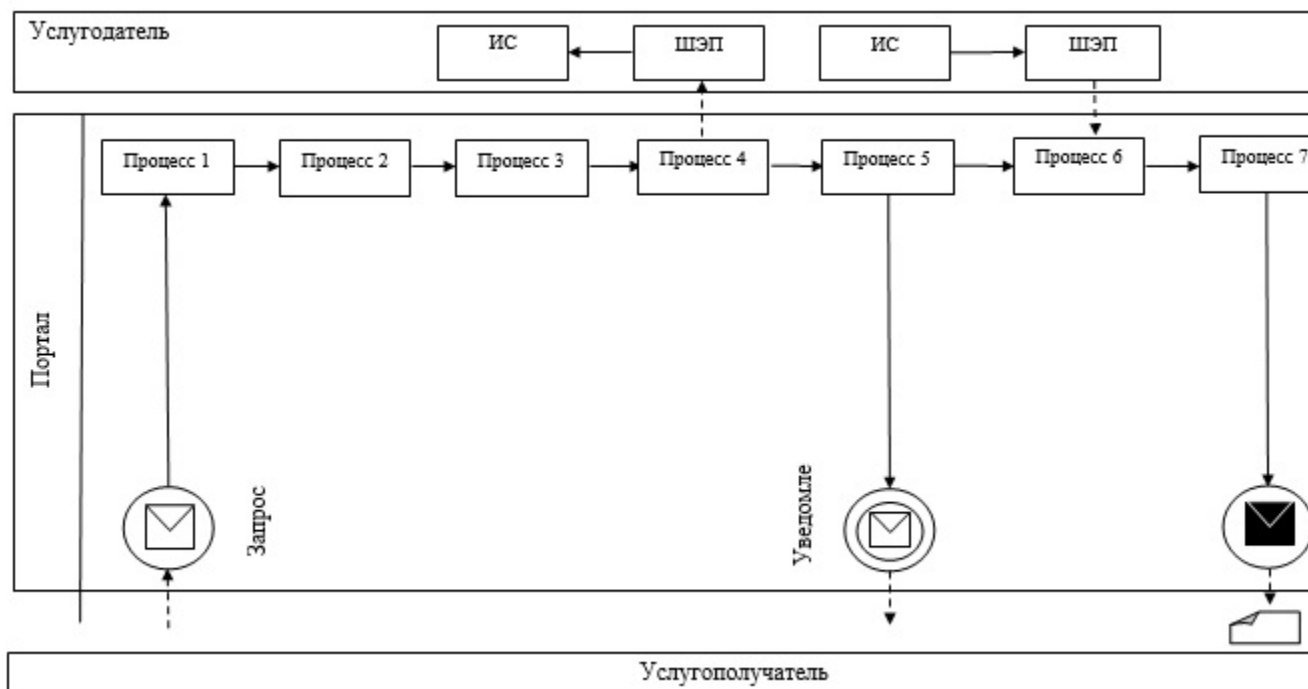 Услугодатель
ИС
ШЭП
ИС
ШЭП
Процесс 1
Процесс 2
Процесс 3
Процесс 4
Процесс 5
Процесс 6
Процесс 7
Портал
Запрос
Уведомле
Услугополучатель